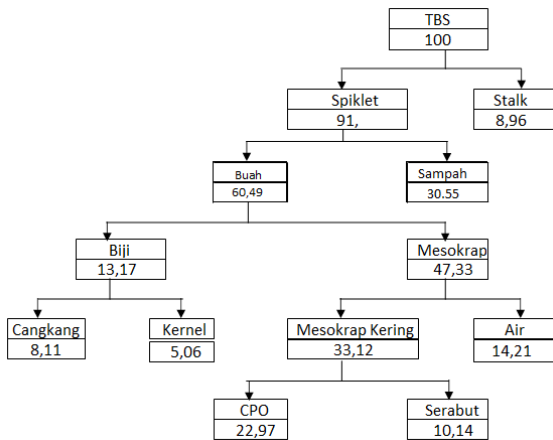 TBS
100
Spiklet
91,
Stalk
8,96
Buah
60,49
Sampah
30.55
Biji
13,17
Mesokrap
47,33
Cangkang
8,11
Kernel
5,06
Mesokrap Kering
33,12
Air
14,21
CPO
22,97
Serabut
10,14